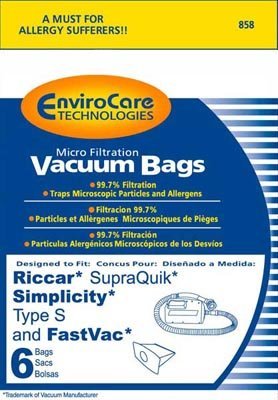 A MUST FOR
ALLERGY SUFFERERS!!
858
EnviroCare
TECHNOLOGIES
Micro Filtration
Vacuum Bags
• 99.7% Filtration
• Traps Microscopic Particles and Allergens
• Filtracion 99.7%
• Particles et Allérgenes Microscopiques de Pièges
• 99.7% Filtración
• Particulas Alergénicos Microscópicos de los Desvíos
Designed to Fit: Concus Pour: Diseñado a Medida:
Riccar* SupraQuik*
Simplicity*
Type S
and FastVac*
6 Bags
Sacs
Bolsas
*Trademark of Vacuum Manufacturer